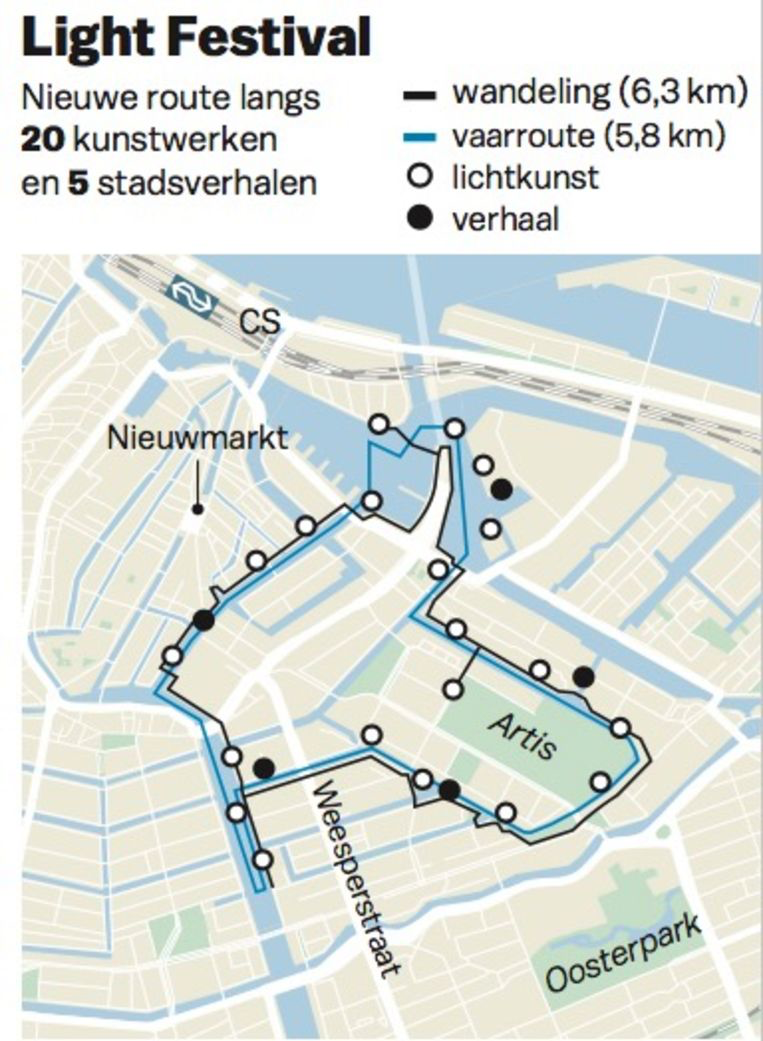 Light Festival
Nieuwe route langs
20 kunstwerken
en 5 stadsverhalen
wandeling (6,3 km)
vaarroute (5,8 km)
lichtkunst
verhaal
CS
Nieuwmarkt
Artis
Weesperstraat
Oosterpark